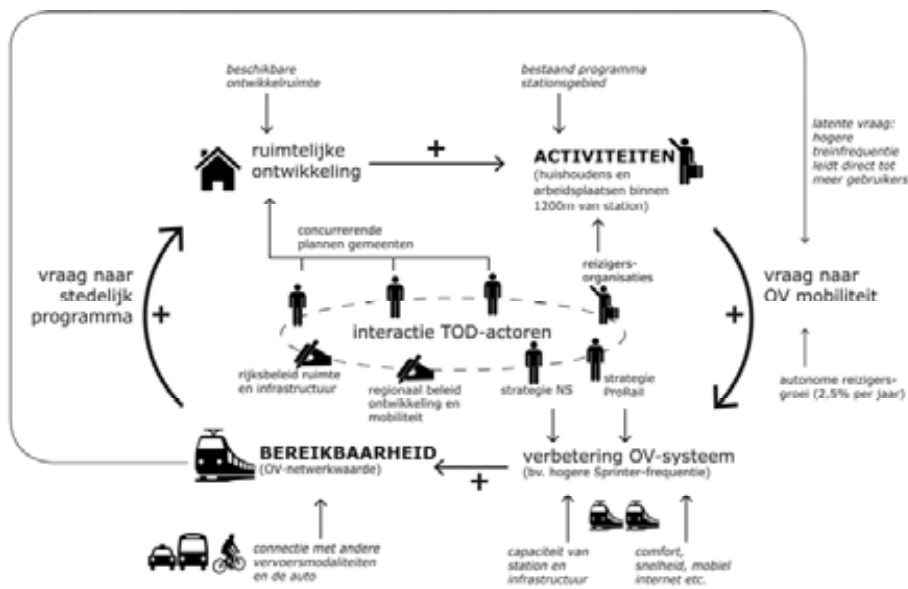 beschikbare
ontwikkelruimte
bestaand programma
stationsgebied
latente vraag:
hogere
treinfrequentie
leidt direct tot
meer gebruikers
ruimtelijke
ontwikkeling
+
ACTIVITEITEN
(huishoudens en
arbeidsplaatsen binnen
1200m van station)
concurrerende
plannen gemeenten
reizigers-
organisaties
vraag naar
stedelijk
programma
+
+
vraag naar
OV mobiliteit
interactie TOD-actoren
rijksbeleid ruimte
en infrastructuur
regionaal beleid
ontwikkeling en
mobiliteit
strategie NS
strategie
ProRail
autonome reizigers-
groei (2,5% per jaar)
BEREIKBAARHEID
(OV-netwerkwaarde)
+
verbetering OV-systeem
(bv. hogere Sprinter-frequentie)
connectie met andere
vervoersmodaliteiten
en de auto
capaciteit van
station en
infrastructuur
comfort,
snelheid, mobiel
internet etc.